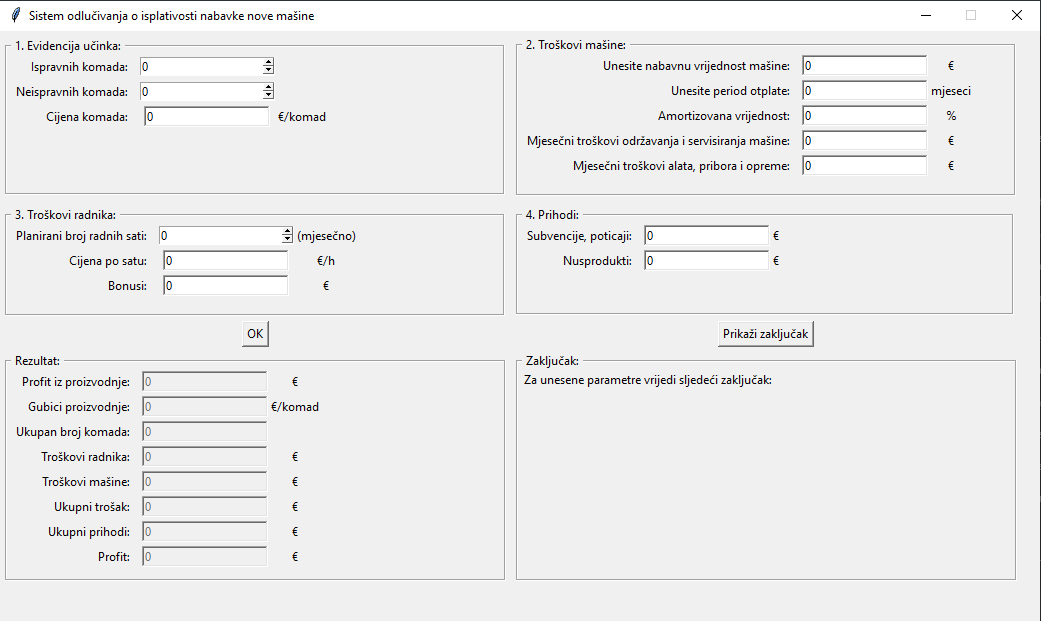 Sistem odlučivanja o isplativosti nabavke nove mašine
1. Evidencija učinka:
Ispravnih komada: 0
Neispravnih komada: 0
Cijena komada: 0 €/komad
2. Troškovi mašine:
Unesite nabavnu vrijednost mašine: 0 €
Unesite period otplate: 0 mjeseci
Amortizovana vrijednost: 0 %
Mjesečni troškovi održavanja i servisiranja mašine: 0 €
Mjesečni troškovi alata, pribora i opreme: 0 €
3. Troškovi radnika:
Planirani broj radnih sati: 0 (mjesečno)
Cijena po satu: 0 €/h
Bonusi: 0 €
4. Prihodi:
Subvencije, poticaji: 0 €
Nusprodukti: 0 €
OK
Prikaži zaključak
Rezultat:
Profit iz proizvodnje: 0 €
Gubici proizvodnje: 0 €/komad
Ukupan broj komada: 0
Troškovi radnika: 0 €
Troškovi mašine: 0 €
Ukupni trošak: 0 €
Ukupni prihodi: 0 €
Profit: 0 €
Zaključak:
Za unesene parametre vrijedi sljedeći zaključak: